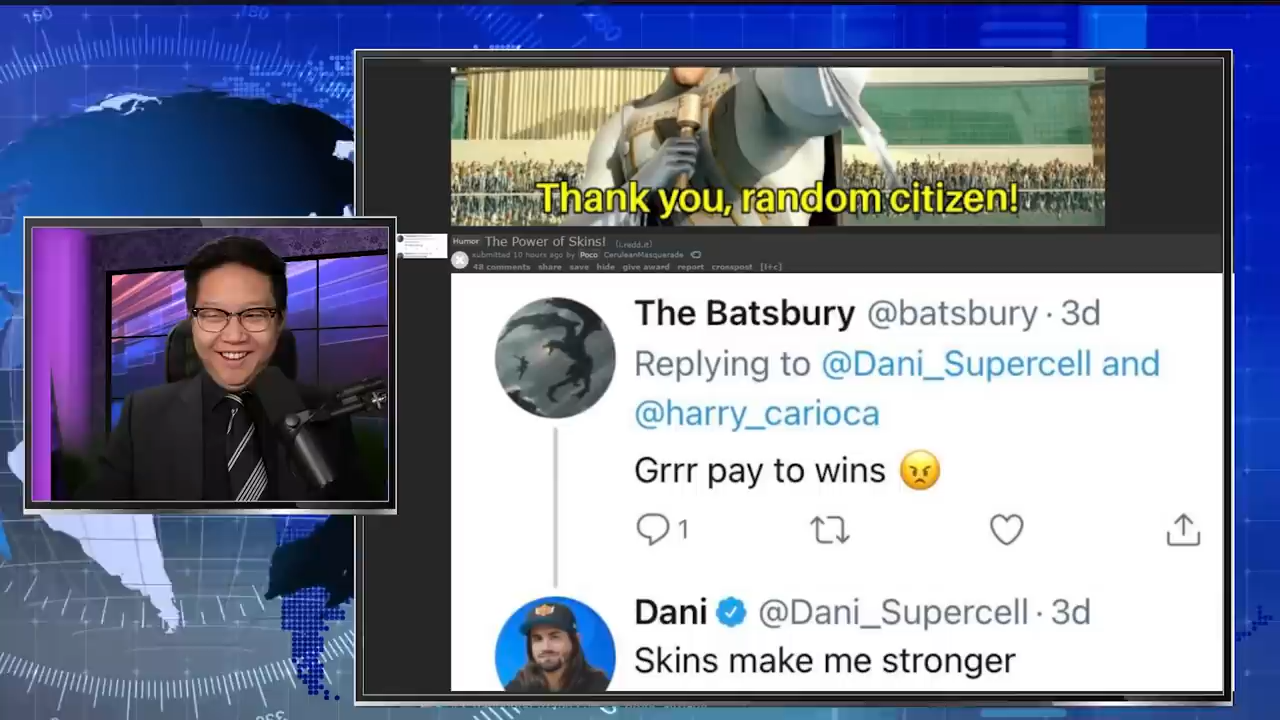 Thank you, random citizen!
Humor The Power of Skins! (i.redd.it)
submitted 10 hours ago by Poco CeruleanMasquerade
48 comments share save hide give award report crosspost [l+c]
The Batsbury @batsbury · 3d
Replying to @Dani_Supercell and
@harry_carioca
Grrr pay to wins 😠
1
Dani @Dani_Supercell · 3d
Skins make me stronger